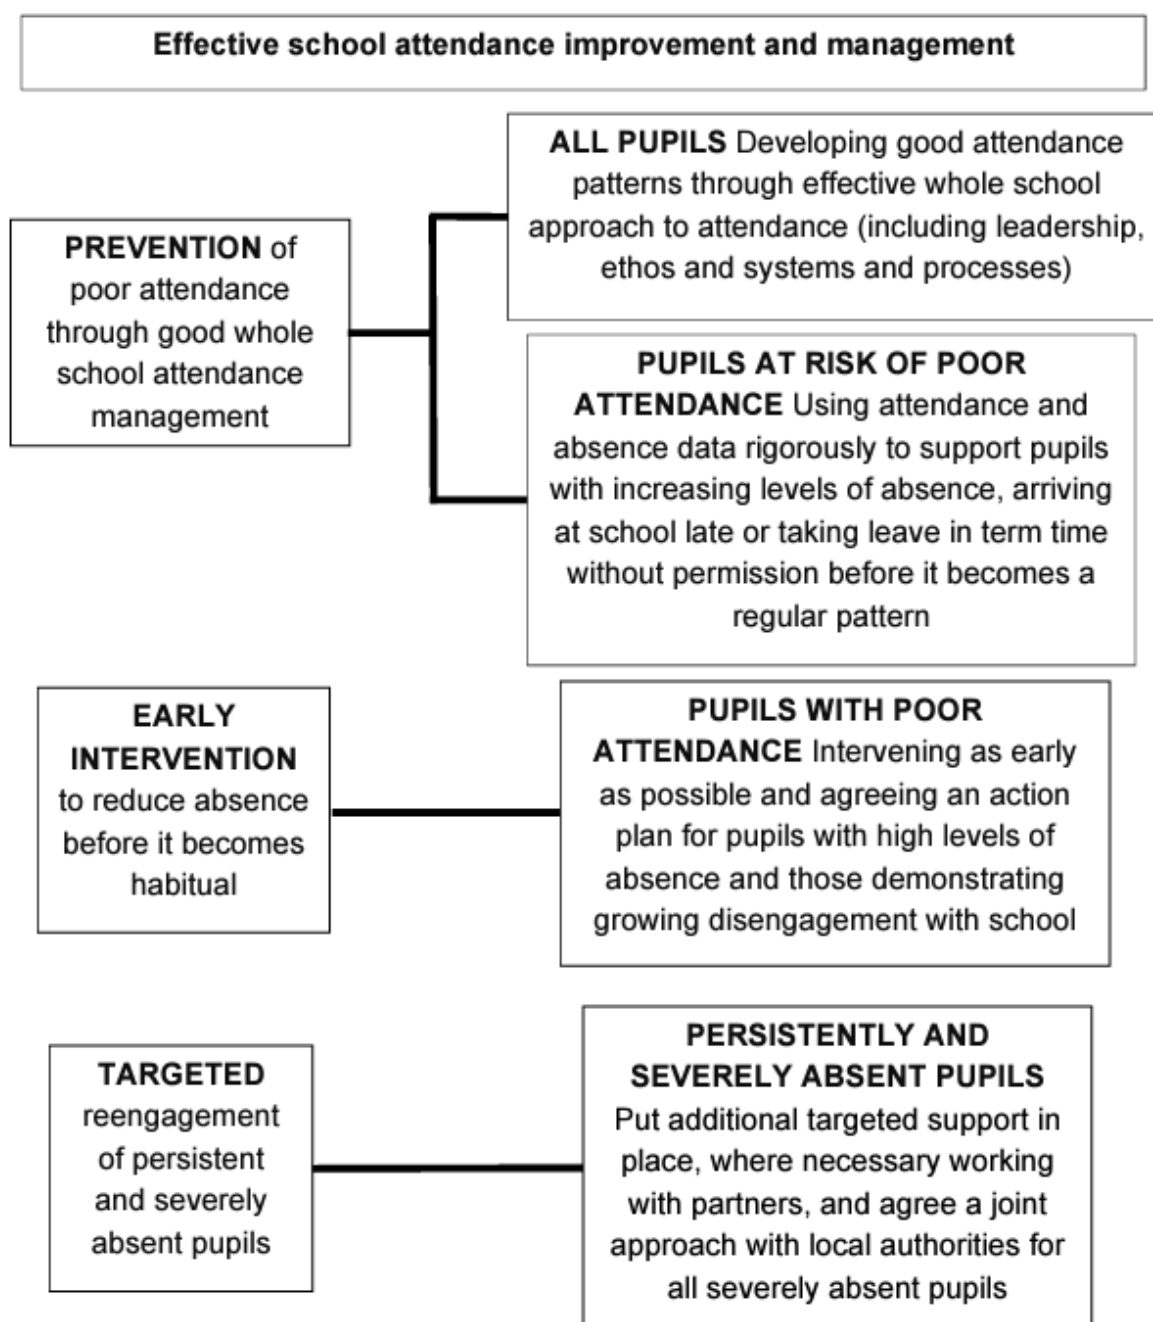 Effective school attendance improvement and management
PREVENTION of
poor attendance
through good whole
school attendance
management
ALL PUPILS Developing good attendance
patterns through effective whole school
approach to attendance (including leadership,
ethos and systems and processes)
PUPILS AT RISK OF POOR
ATTENDANCE Using attendance and
absence data rigorously to support pupils
with increasing levels of absence, arriving
at school late or taking leave in term time
without permission before it becomes a
regular pattern
EARLY
INTERVENTION
to reduce absence
before it becomes
habitual
PUPILS WITH POOR
ATTENDANCE Intervening as early
as possible and agreeing an action
plan for pupils with high levels of
absence and those demonstrating
growing disengagement with school
TARGETED
reengagement
of persistent
and severely
absent pupils
PERSISTENTLY AND
SEVERELY ABSENT PUPILS
Put additional targeted support in
place, where necessary working
with partners, and agree a joint
approach with local authorities for
all severely absent pupils